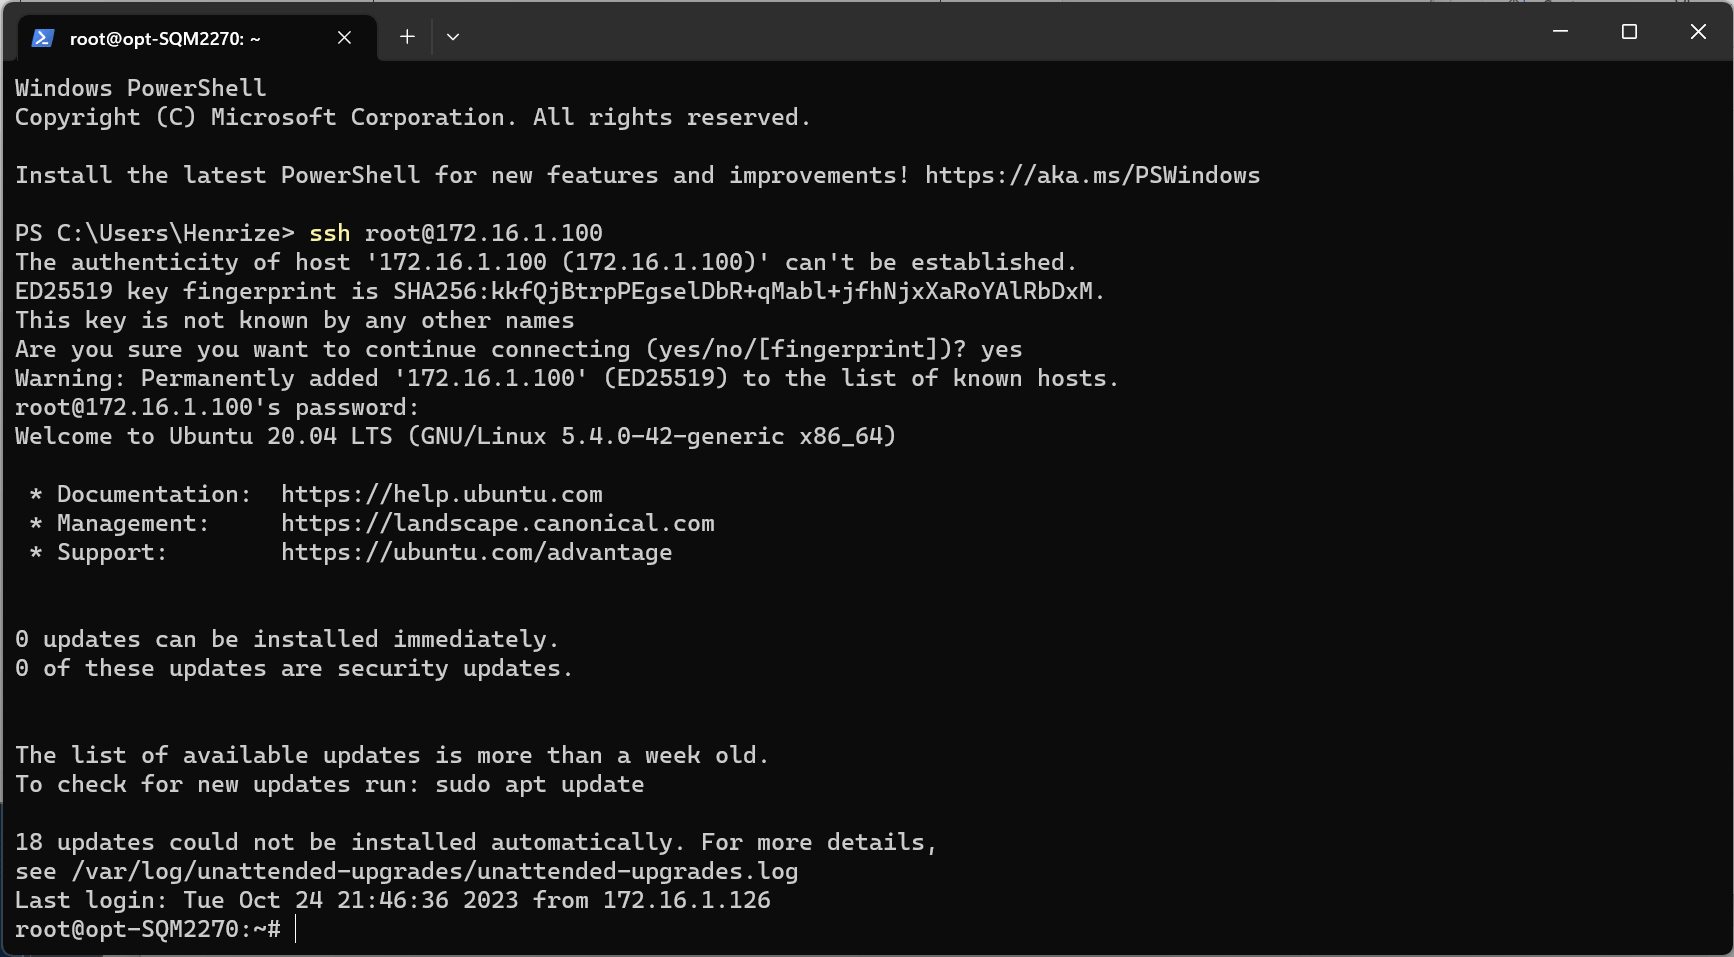 root@opt-SQM2270: ~
Windows PowerShell
Copyright (C) Microsoft Corporation. All rights reserved.
Install the latest PowerShell for new features and improvements! https://aka.ms/PSWindows
PS C:\Users\Henrize> ssh root@172.16.1.100
The authenticity of host '172.16.1.100 (172.16.1.100)' can't be established.
ED25519 key fingerprint is SHA256:kkfQjBtrpPEgselDbR+qMabl+jfhNjxXaRoYAlRbDxM.
This key is not known by any other names
Are you sure you want to continue connecting (yes/no/[fingerprint])? yes
Warning: Permanently added '172.16.1.100' (ED25519) to the list of known hosts.
root@172.16.1.100's password:
Welcome to Ubuntu 20.04 LTS (GNU/Linux 5.4.0-42-generic x86_64)
* Documentation:  https://help.ubuntu.com
* Management:     https://landscape.canonical.com
* Support:        https://ubuntu.com/advantage
0 updates can be installed immediately.
0 of these updates are security updates.
The list of available updates is more than a week old.
To check for new updates run: sudo apt update
18 updates could not be installed automatically. For more details,
see /var/log/unattended-upgrades/unattended-upgrades.log
Last login: Tue Oct 24 21:46:36 2023 from 172.16.1.126
root@opt-SQM2270:~#